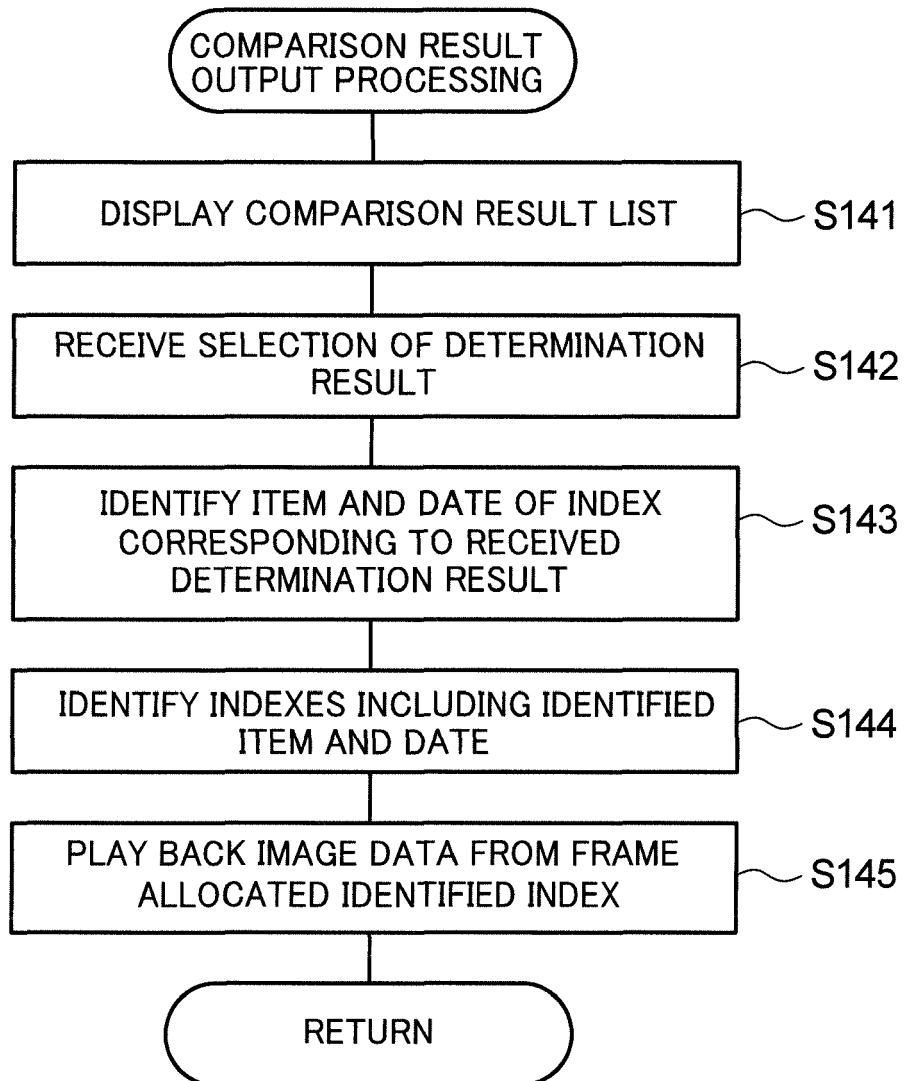 COMPARISON RESULT
OUTPUT PROCESSING
DISPLAY COMPARISON RESULT LIST
S141
RECEIVE SELECTION OF DETERMINATION
RESULT
S142
IDENTIFY ITEM AND DATE OF INDEX
CORRESPONDING TO RECEIVED
DETERMINATION RESULT
S143
IDENTIFY INDEXES INCLUDING IDENTIFIED
ITEM AND DATE
S144
PLAY BACK IMAGE DATA FROM FRAME
ALLOCATED IDENTIFIED INDEX
S145
RETURN